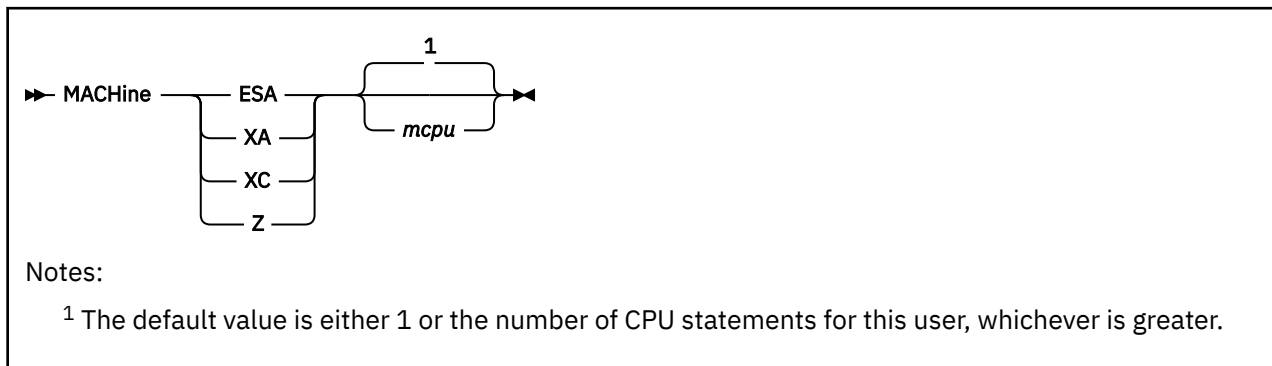 1
MACHine ESA
XA mcpu
XC
Z
Notes:
1 The default value is either 1 or the number of CPU statements for this user, whichever is greater.